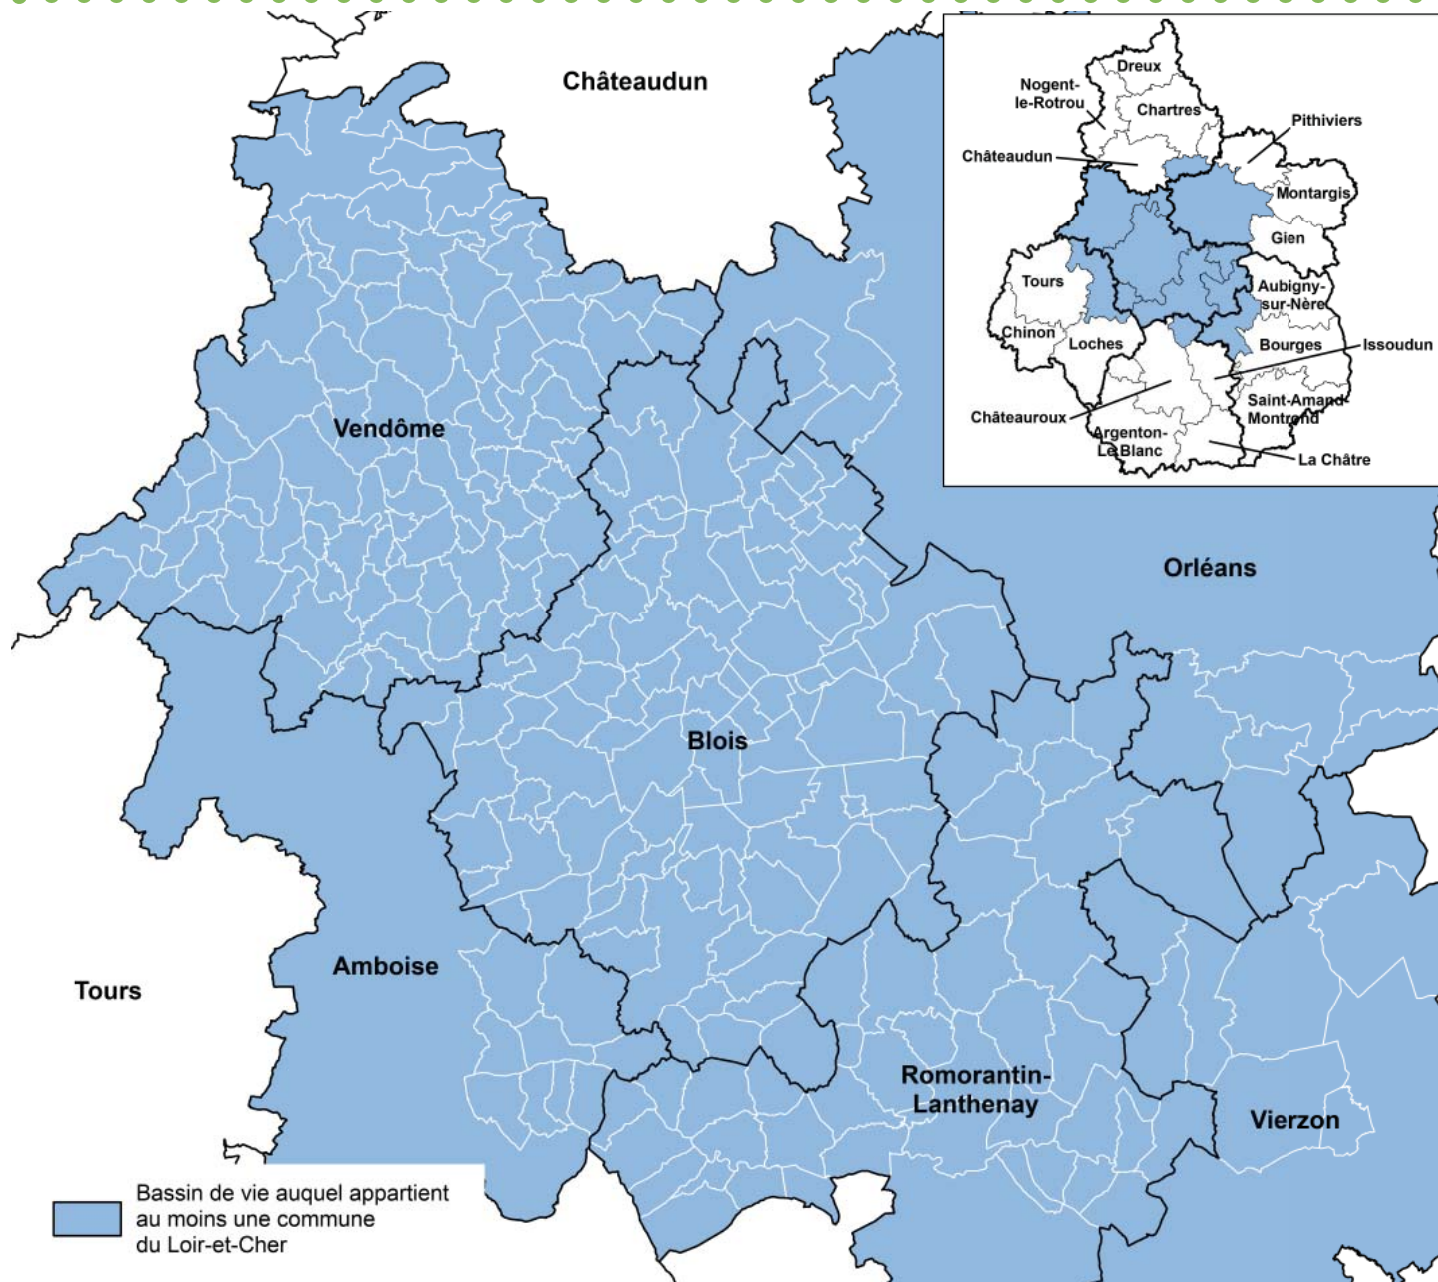 Châteaudun
Vendôme
Orléans
Blois
Amboise
Tours
Romorantin-
Lanthenay
Vierzon
Dreux
Nogent-
le-Rotrou
Chartres
Pithiviers
Châteaudun
Montargis
Gien
Tours
Aubigny-
sur-Nère
Chinon
Loches
Bourges
Issoudun
Châteauroux
Saint-Amand-
Montrond
Argenton-
Le Blanc
La Châtre
Bassin de vie auquel appartient
au moins une commune
du Loir-et-Cher